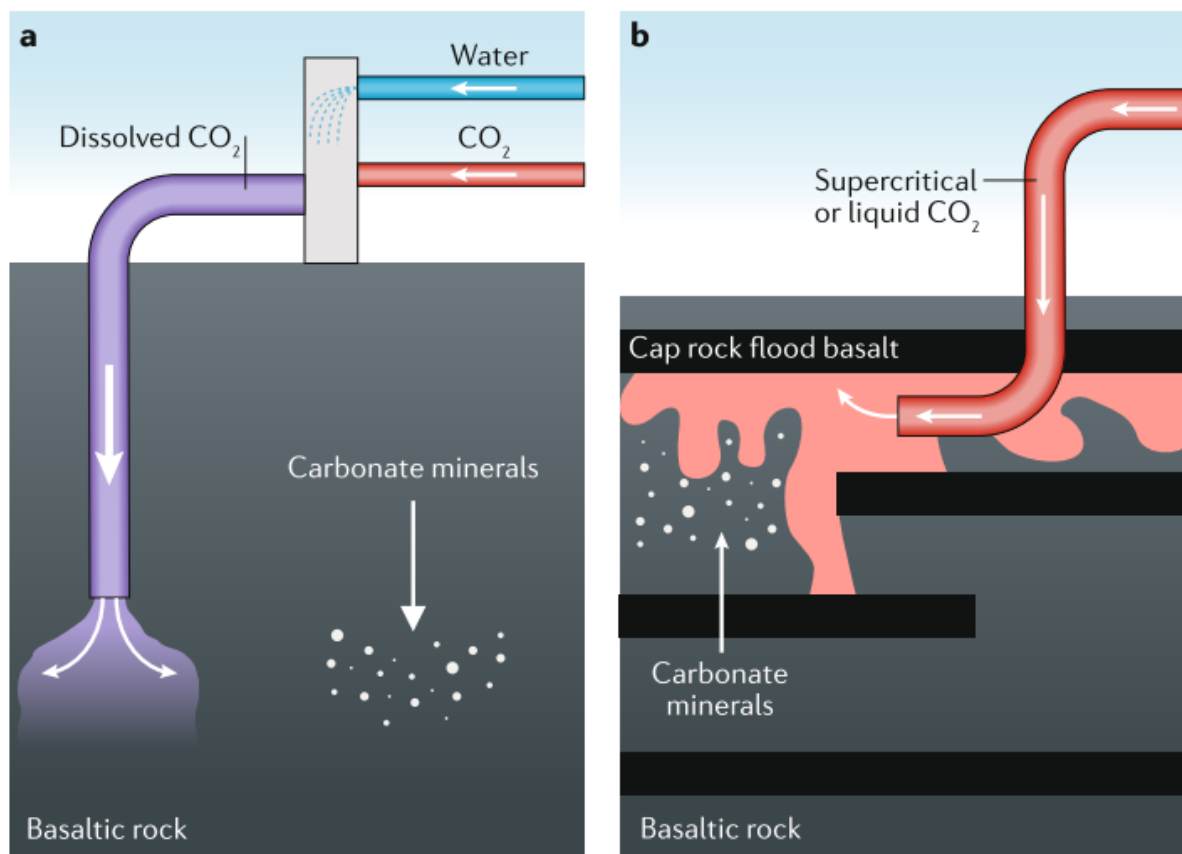 a
Water
Dissolved CO₂
CO₂
Carbonate minerals
Basaltic rock
b
Supercritical
or liquid CO₂
Cap rock flood basalt
Carbonate
minerals
Basaltic rock